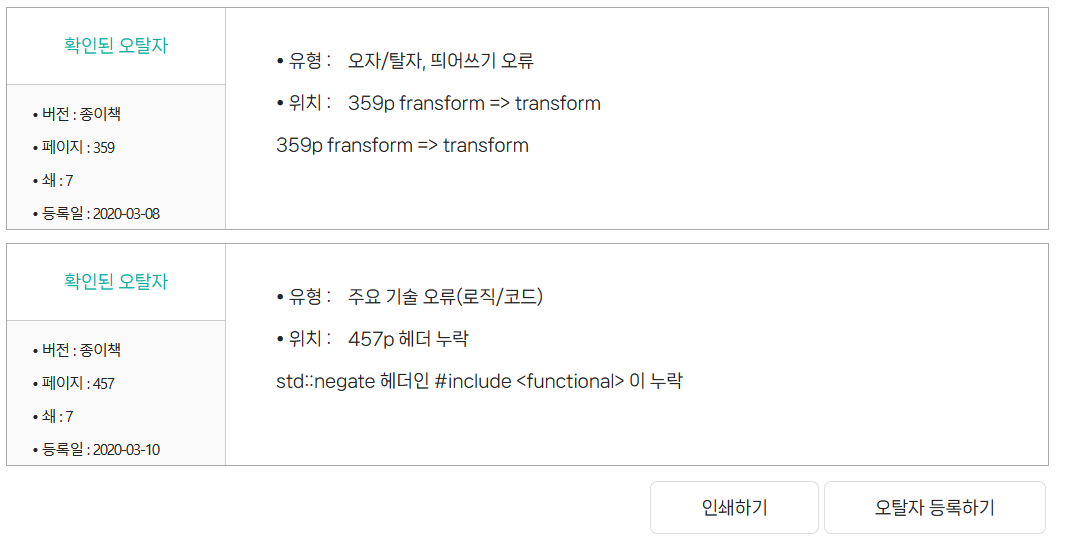 확인된 오탈자
• 버전 : 종이책
• 페이지 : 359
• 쇄 : 7
• 등록일 : 2020-03-08
• 유형 : 오자/탈자, 띄어쓰기 오류
• 위치 : 359p fransform => transform
359p fransform => transform
확인된 오탈자
• 버전 : 종이책
• 페이지 : 457
• 쇄 : 7
• 등록일 : 2020-03-10
• 유형 : 주요 기술 오류(로직/코드)
• 위치 : 457p 헤더 누락
std::negate 헤더인 #include <functional> 이 누락
인쇄하기
오탈자 등록하기